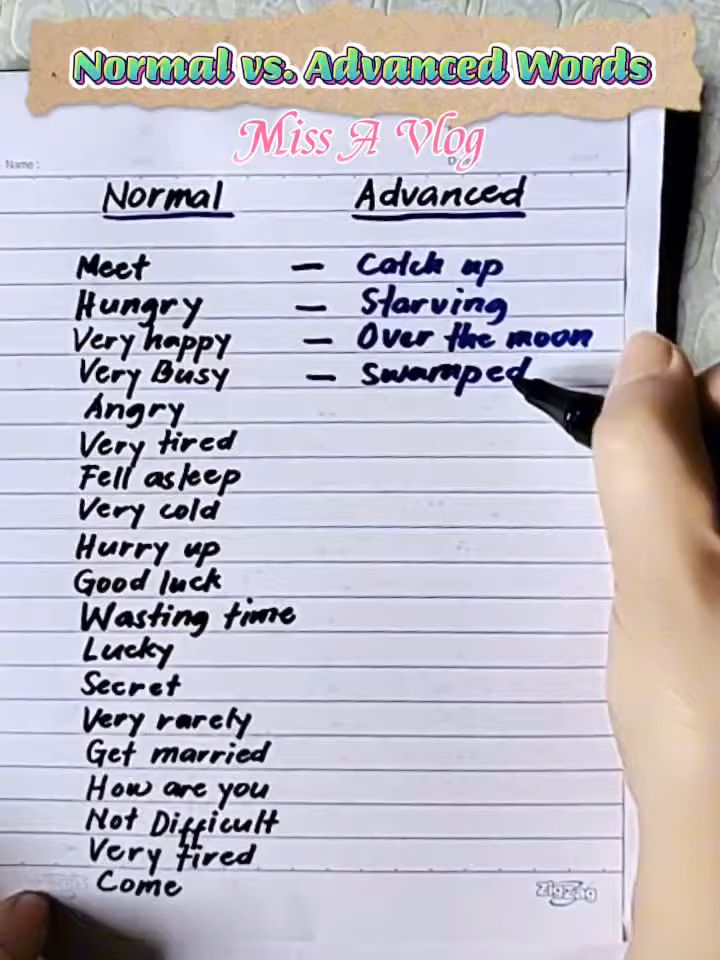 Normal vs. Advanced Words
Miss A Vlog
Name :
Normal Advanced
Meet — Catch up
Hungry — Starving
Very happy — Over the moon
Very Busy — Swamped
Angry
Very tired
Fell asleep
Very cold
Hurry up
Good luck
Wasting time
Lucky
Secret
Very rarely
Get married
How are you
Not Difficult
Very tired
Come
ZigZag